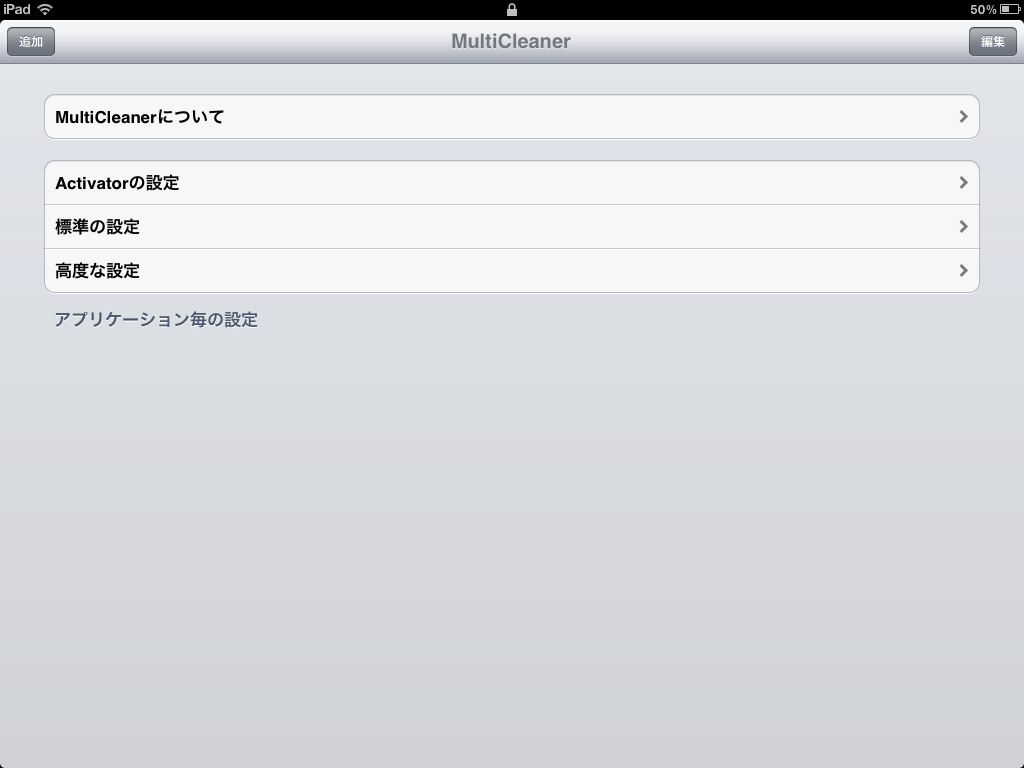 iPad
50%
追加
MultiCleaner
編集
MultiCleanerについて
Activatorの設定
標準の設定
高度な設定
アプリケーション毎の設定